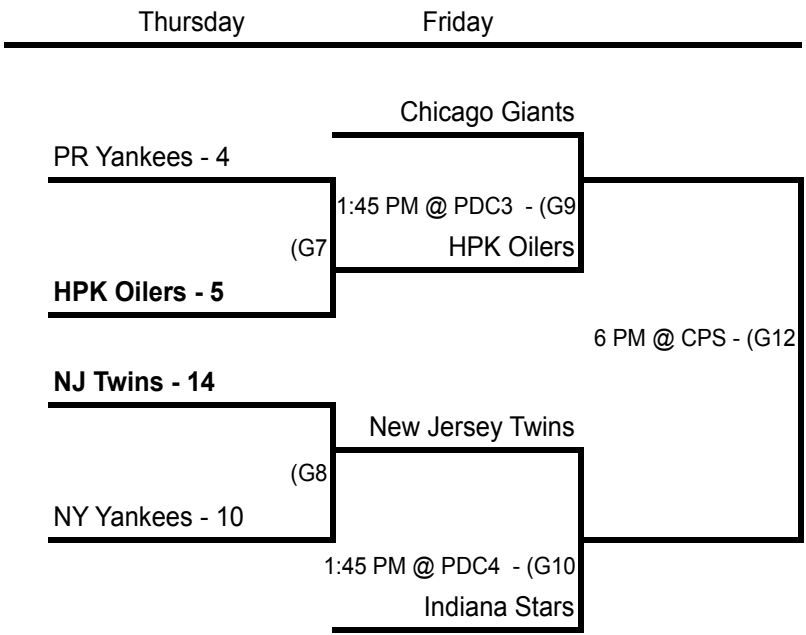 Thursday Friday
Chicago Giants
PR Yankees - 4
1:45 PM @ PDC3 - (G9
(G7 HPK Oilers
HPK Oilers - 5
6 PM @ CPS - (G12
NJ Twins - 14
New Jersey Twins
(G8
NY Yankees - 10
1:45 PM @ PDC4 - (G10
Indiana Stars